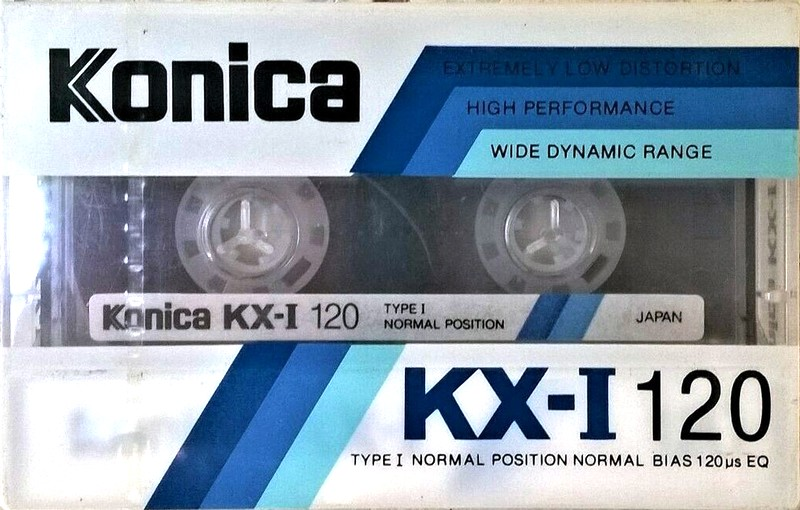 Konica
EXTREMELY LOW DISTORTION
HIGH PERFORMANCE
WIDE DYNAMIC RANGE
Konica KX-I 120 TYPE I
NORMAL POSITION JAPAN
KX-I 120
TYPE I NORMAL POSITION NORMAL BIAS 120μs EQ